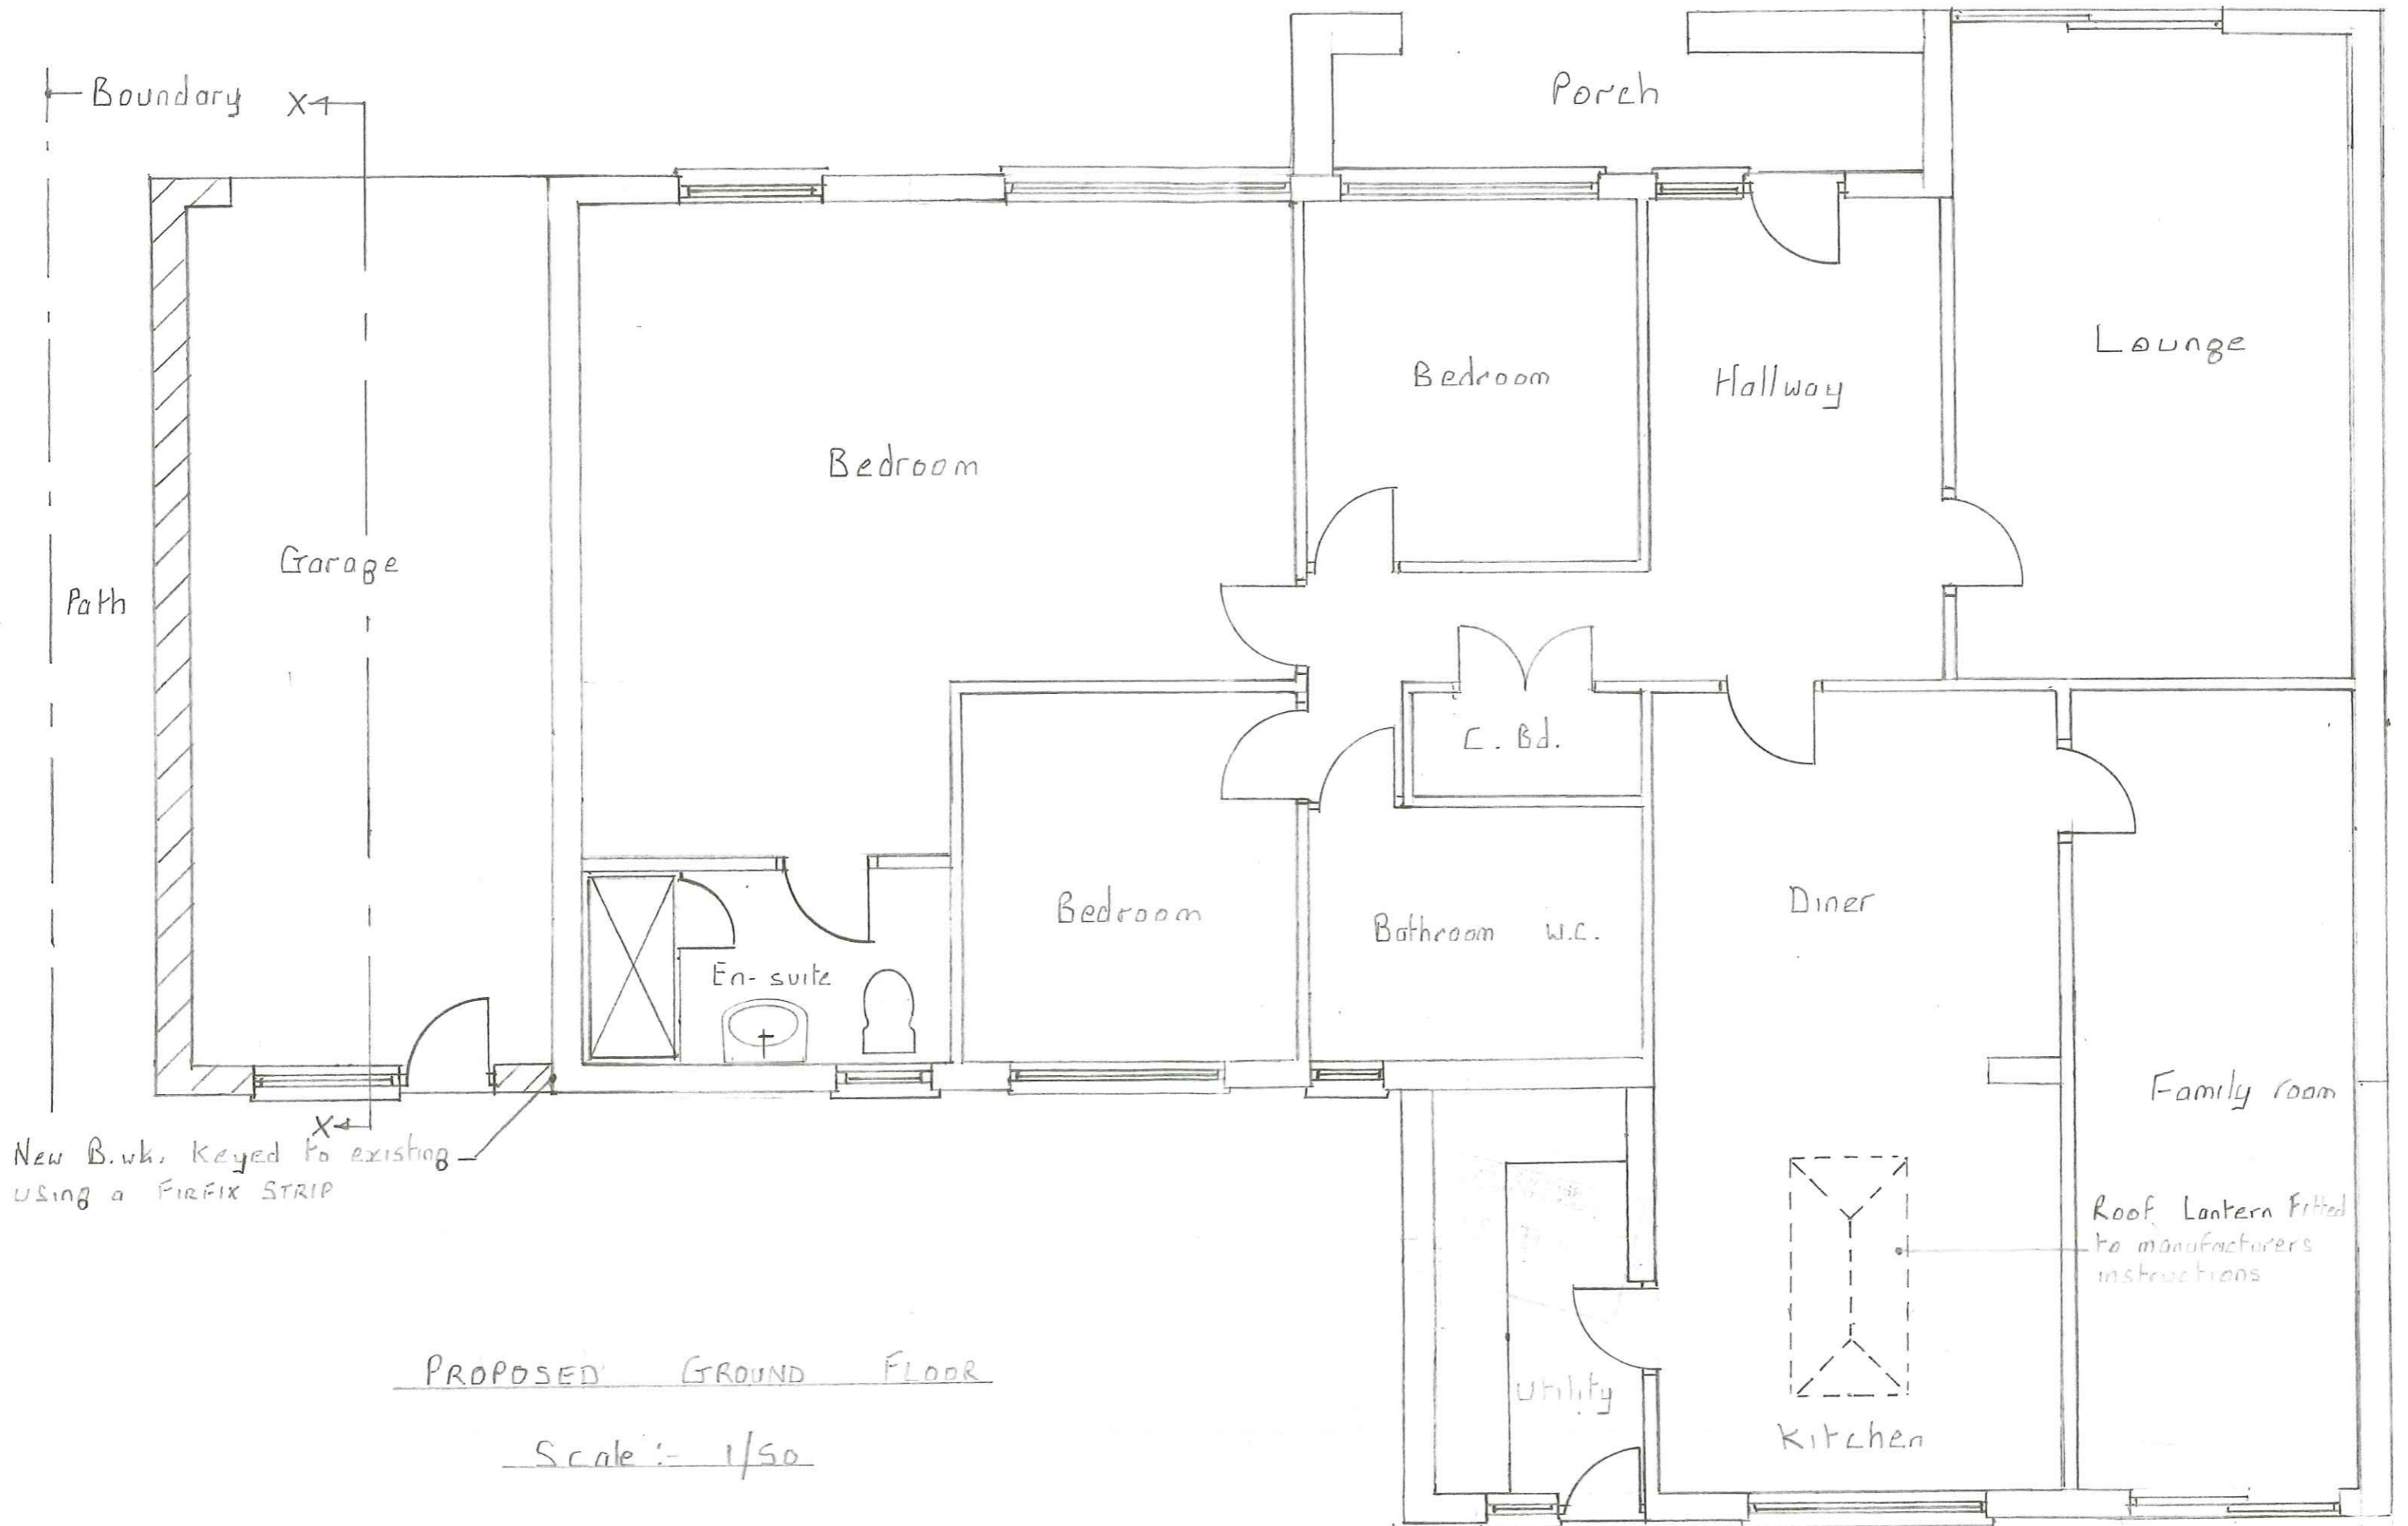 Boundary
X
Porch
Lounge
Bedroom
Hallway
Bedroom
Garage
Path
C. Bd.
Diner
Bedroom
Bathroom W.C.
En-suite
Family room
X
New B.wk. Keyed to existing
using a FIRFIX STRIP
Roof Lantern Fitted
to manufacturers
instructions
Utility
Kitchen
PROPOSED GROUND FLOOR
Scale :- 1/50